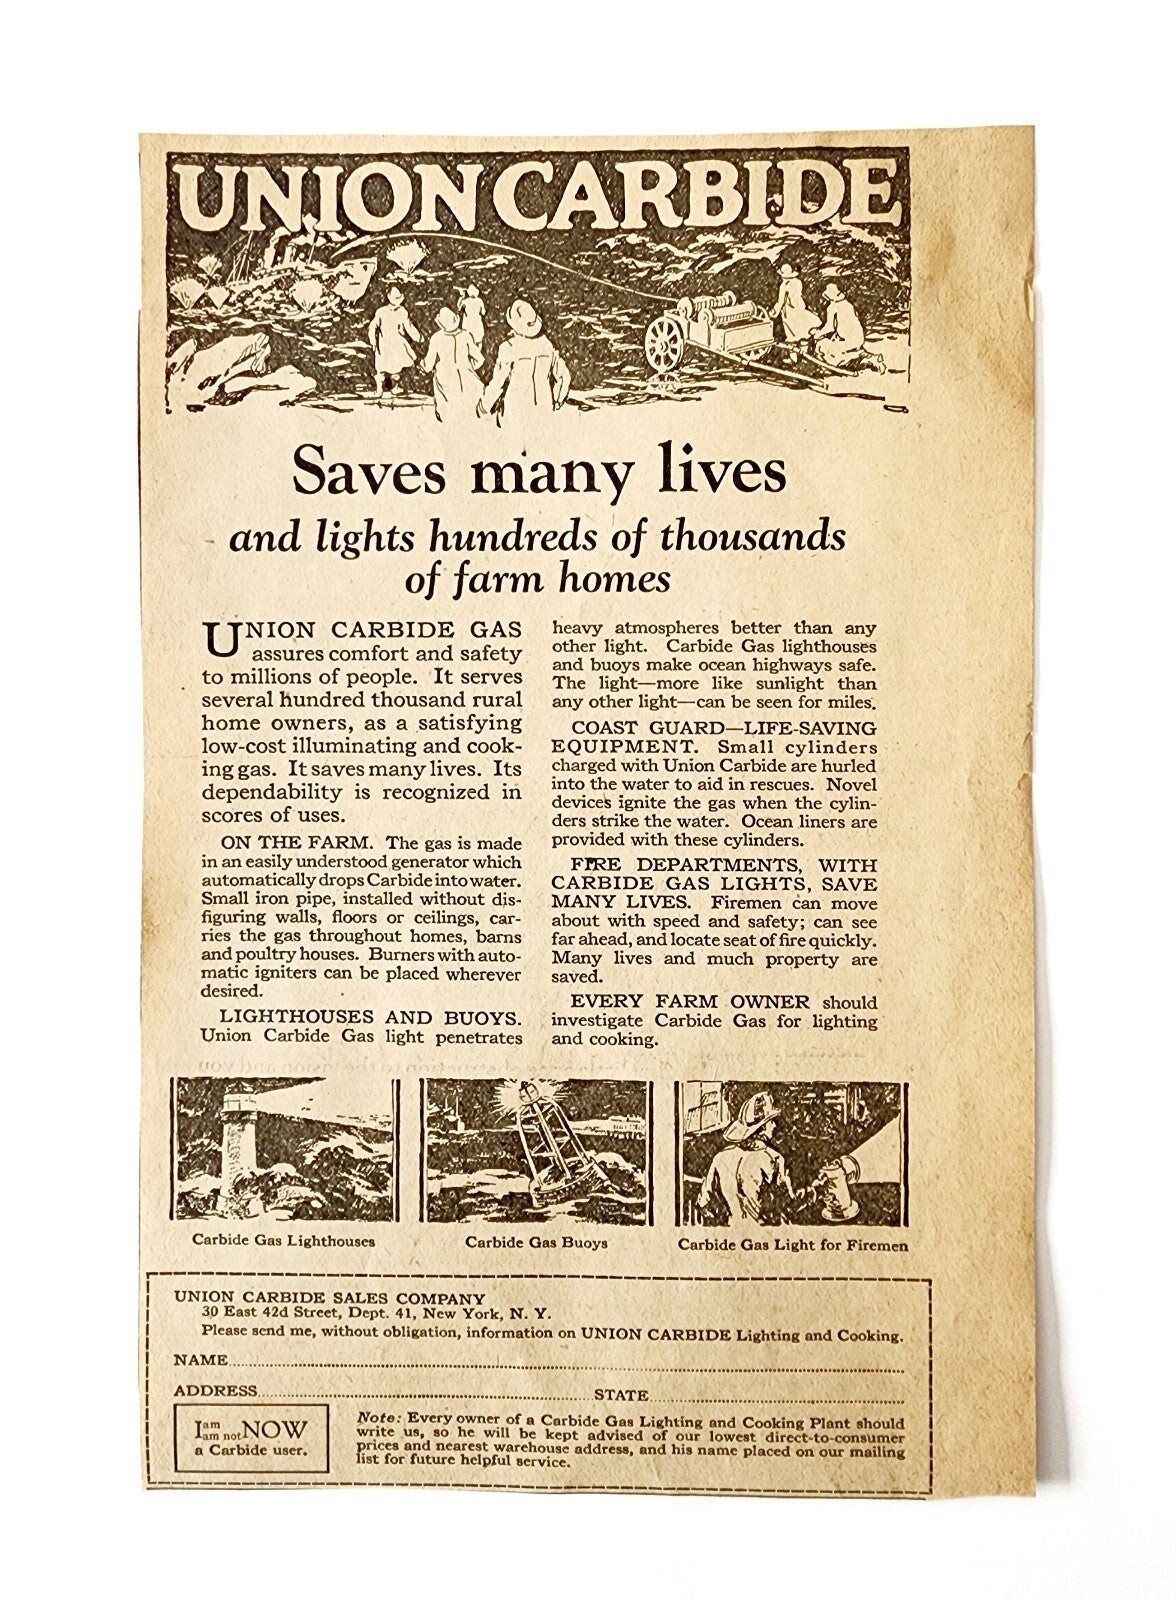 UNION CARBIDE
Saves many lives
and lights hundreds of thousands
of farm homes
UNION CARBIDE GAS
assures comfort and safety
to millions of people. It serves
several hundred thousand rural
home owners, as a satisfying
low-cost illuminating and cook-
ing gas. It saves many lives. Its
dependability is recognized in
scores of uses.
ON THE FARM. The gas is made
in an easily understood generator which
automatically drops Carbide into water.
Small iron pipe, installed without dis-
figuring walls, floors or ceilings, car-
ries the gas throughout homes, barns
and poultry houses. Burners with auto-
matic igniters can be placed wherever
desired.
LIGHTHOUSES AND BUOYS.
Union Carbide Gas light penetrates
heavy atmospheres better than any
other light. Carbide Gas lighthouses
and buoys make ocean highways safe.
The light—more like sunlight than
any other light—can be seen for miles.
COAST GUARD—LIFE-SAVING
EQUIPMENT. Small cylinders
charged with Union Carbide are hurled
into the water to aid in rescues. Novel
devices ignite the gas when the cylin-
ders strike the water. Ocean liners are
provided with these cylinders.
FIRE DEPARTMENTS, WITH
CARBIDE GAS LIGHTS, SAVE
MANY LIVES. Firemen can move
about with speed and safety; can see
far ahead, and locate seat of fire quickly.
Many lives and much property are
saved.
EVERY FARM OWNER should
investigate Carbide Gas for lighting
and cooking.
Carbide Gas Lighthouses
Carbide Gas Buoys
Carbide Gas Light for Firemen
UNION CARBIDE SALES COMPANY
30 East 42d Street, Dept. 41, New York, N. Y.
Please send me, without obligation, information on UNION CARBIDE Lighting and Cooking.
NAME
ADDRESS STATE
I am am not NOW
a Carbide user.
Note: Every owner of a Carbide Gas Lighting and Cooking Plant should
write us, so he will be kept advised of our lowest direct-to-consumer
prices and nearest warehouse address, and his name placed on our mailing
list for future helpful service.